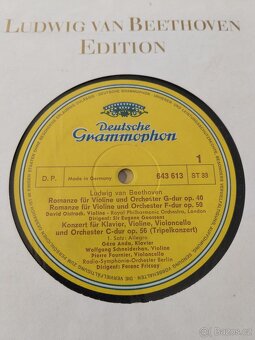 LUDWIG VAN BEETHOVEN
EDITION
Deutsche
Grammophon
D.P. Made in Germany 643 613 1 ST 33
Ludwig van Beethoven
Romanze für Violine und Orchester G-dur op. 40
Romanze für Violine und Orchester F-dur op. 50
David Oistrach, Violine - Royal Philharmonic Orchestra, London
Dirigent: Sir Eugene Goossens
Konzert für Klavier, Violine, Violoncello
und Orchester C-dur op. 56 (Tripelkonzert)
1. Satz: Allegro
Géza Anda, Klavier
Wolfgang Schneiderhan, Violine
Pierre Fournier, Violoncello
Radio-Symphonie-Orchester Berlin
Dirigent: Ferenc Fricsay